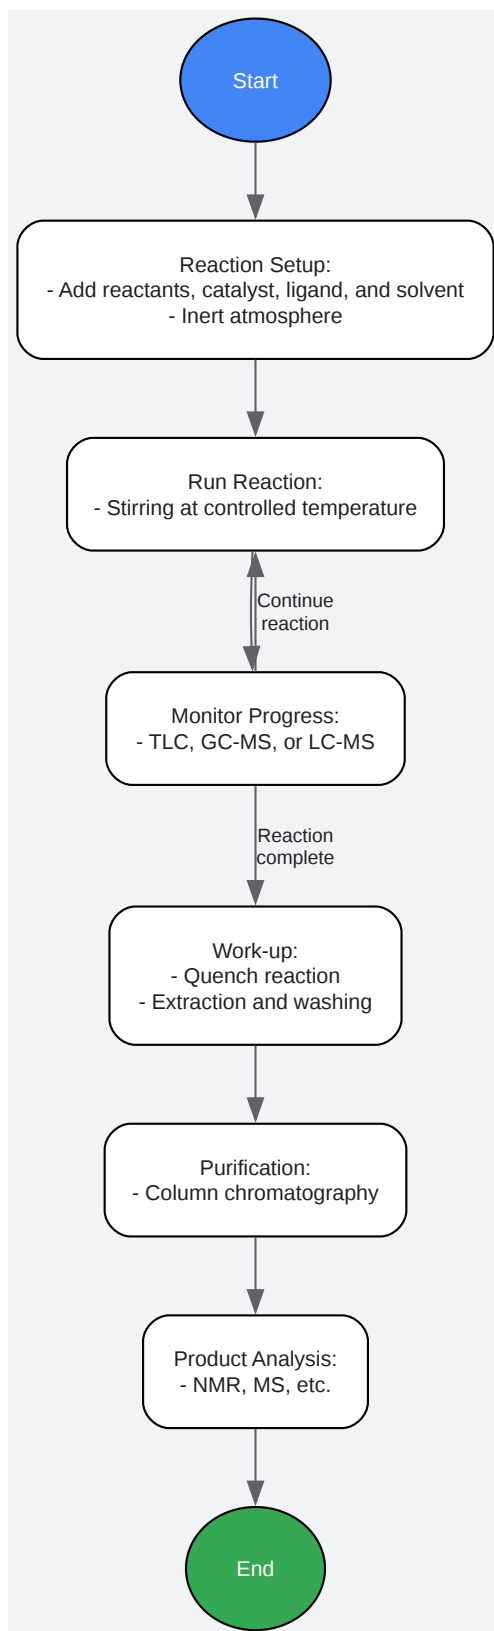 Start
Reaction Setup:
- Add reactants, catalyst, ligand, and solvent
- Inert atmosphere
Run Reaction:
- Stirring at controlled temperature
Continue
reaction
Monitor Progress:
- TLC, GC-MS, or LC-MS
Reaction
complete
Work-up:
- Quench reaction
- Extraction and washing
Purification:
- Column chromatography
Product Analysis:
- NMR, MS, etc.
End